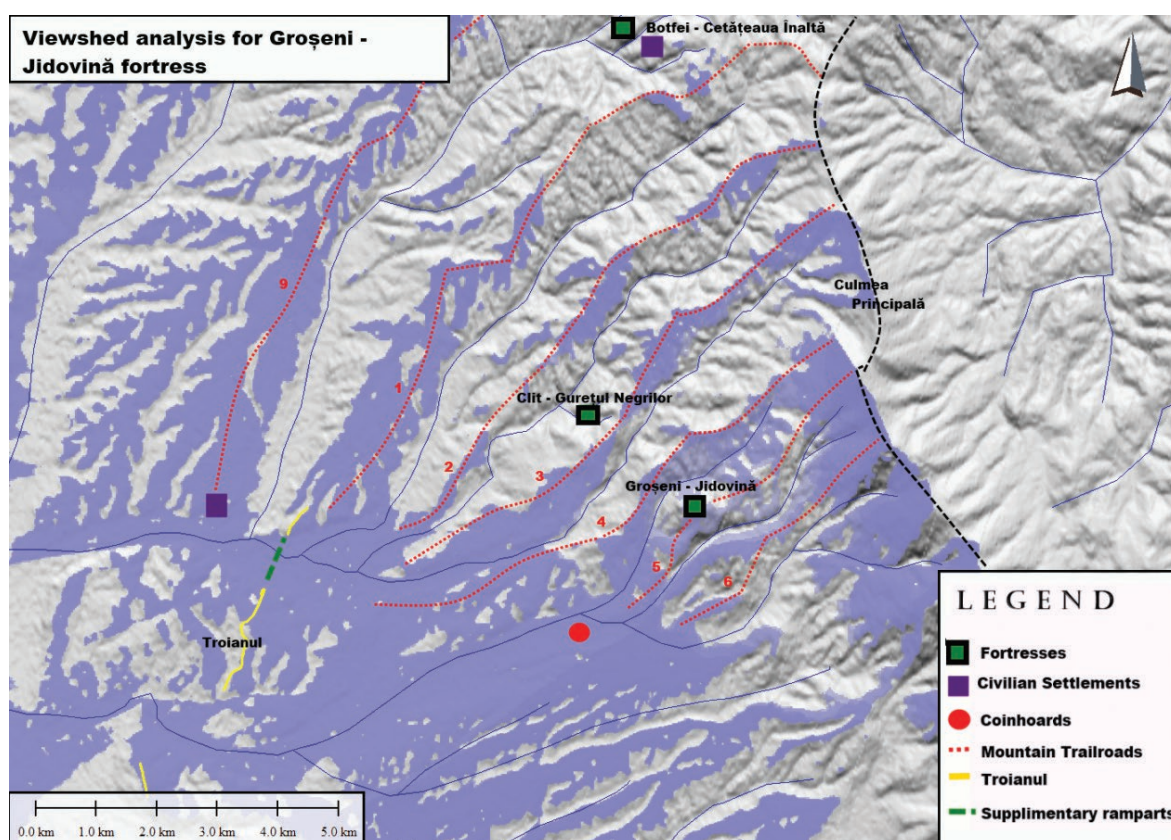 Viewshed analysis for Groșeni -
Jidovină fortress
Botfei - Cetățeaua Înaltă
9
Culmea
Principală
1
Clit - Gurețul Negrilor
2
3
Groșeni - Jidovină
4
5
6
Troianul
LEGEND
Fortresses
Civilian Settlements
Coinhoards
Mountain Trailroads
Troianul
Supplimentary ramparts
0.0 km 1.0 km 2.0 km 3.0 km 4.0 km 5.0 km